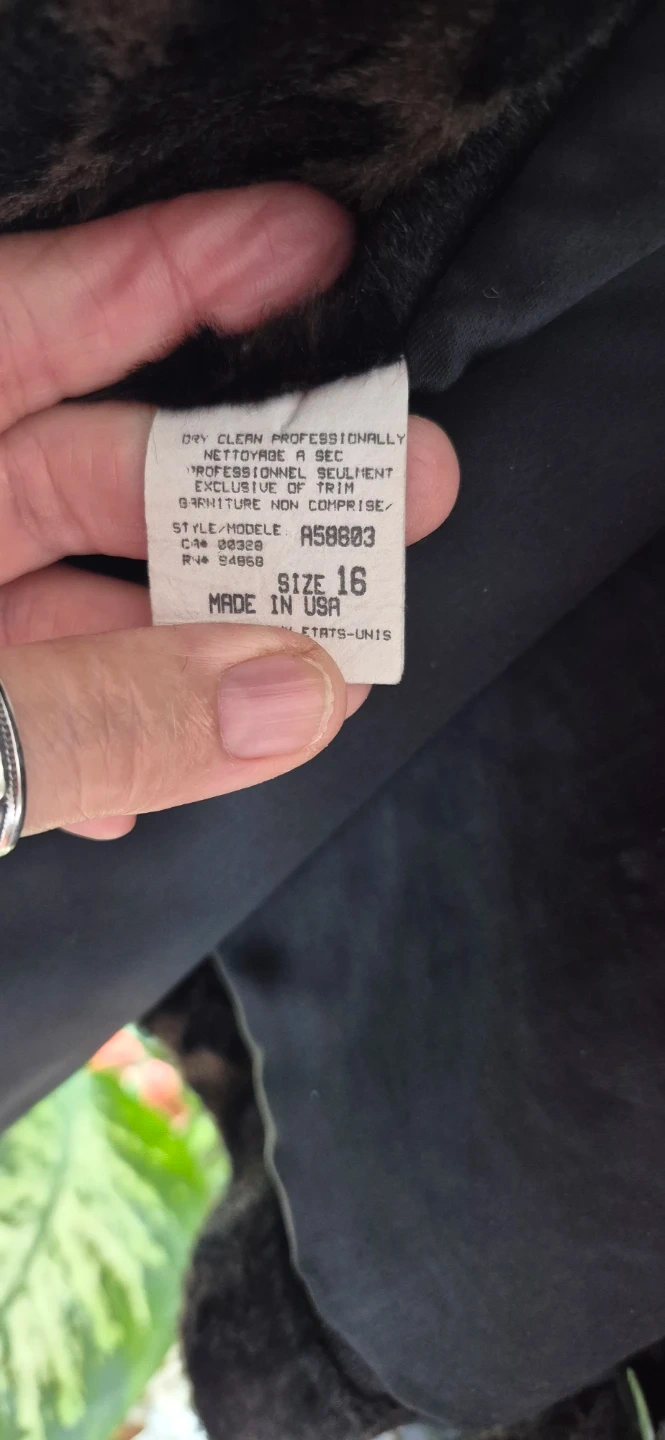 DRY CLEAN PROFESSIONALLY
NETTOYAGE A SEC
PROFESSIONNEL SEULMENT
EXCLUSIVE OF TRIM
GARNITURE NON COMPRISE/
STYLE/MODELE A58803
CA# 00328
RN# 94868
SIZE 16
MADE IN USA
ETATS-UNIS